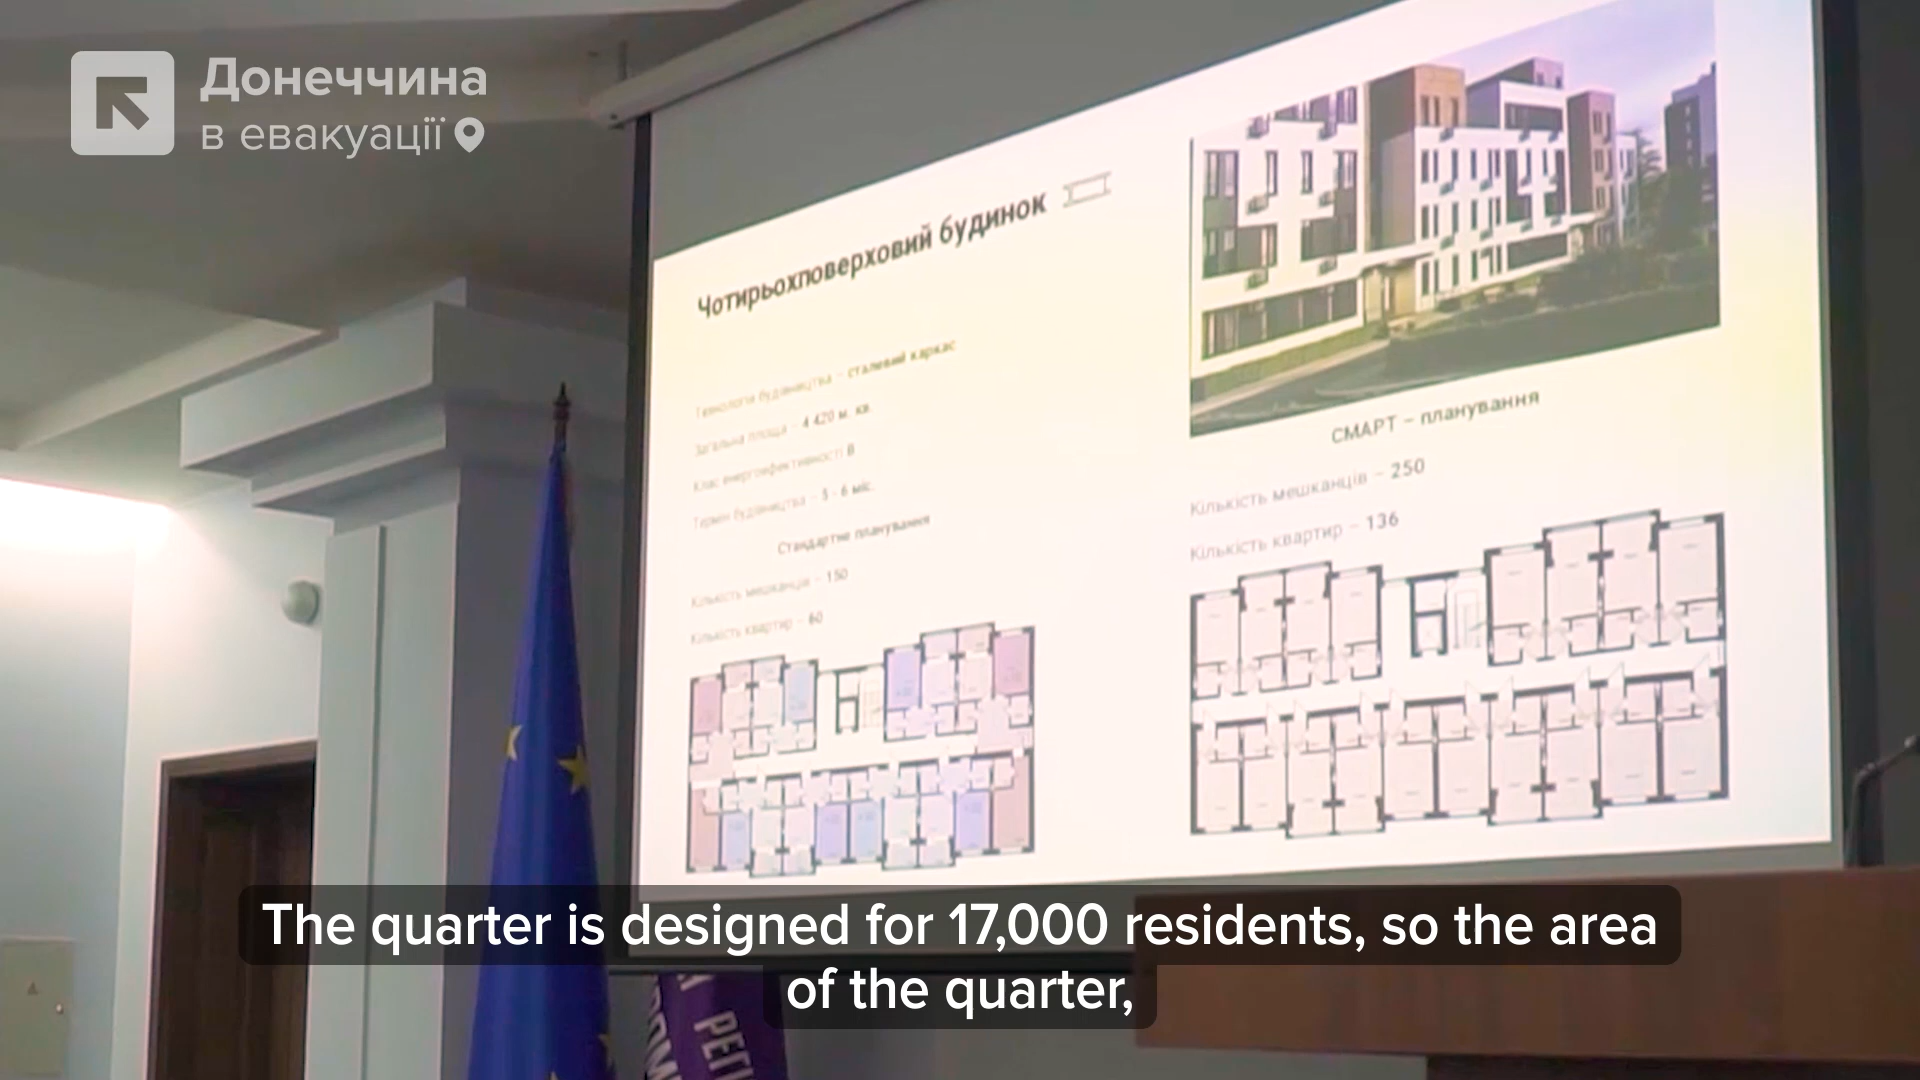 Донеччина
в евакуації
Чотирьохповерховий будинок
Технологія будівництва – сталевий каркас
Загальна площа – 4 420 м. кв.
Клас енергоефективності B
Термін будівництва – 5 - 6 міс.
Стандартне планування
Кількість мешканців – 150
Кількість квартир – 60
СМАРТ – планування
Кількість мешканців – 250
Кількість квартир – 136
The quarter is designed for 17,000 residents, so the area
of the quarter,